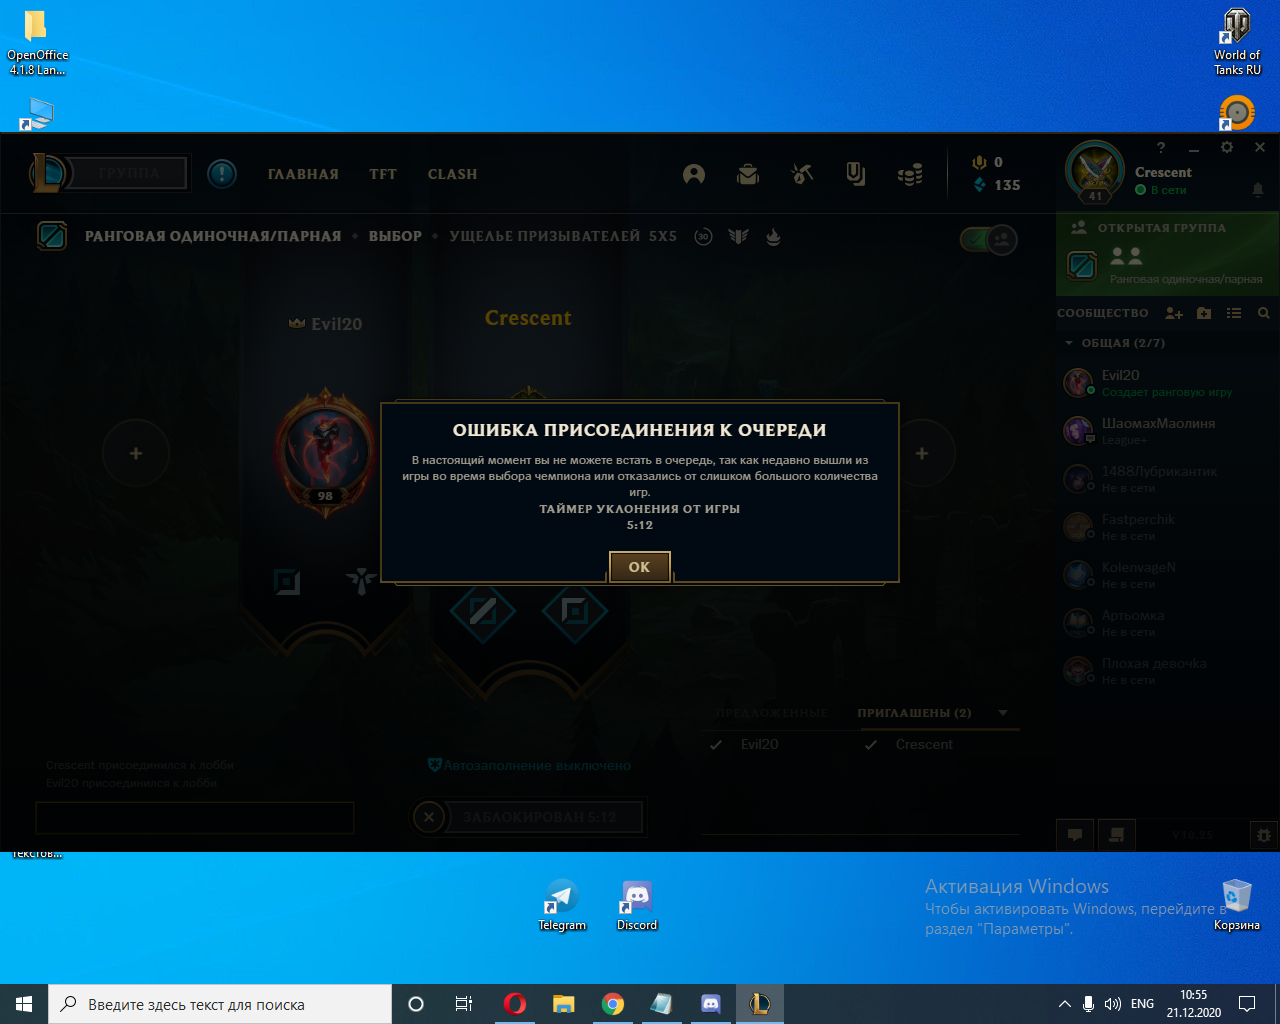 OpenOffice
4.1.8 Lan...
World of
Tanks RU
ГРУППА
ГЛАВНАЯ
TFT
CLASH
0
135
?
Crescent
В сети
41
РАНГОВАЯ ОДИНОЧНАЯ/ПАРНАЯ
ВЫБОР
УЩЕЛЬЕ ПРИЗЫВАТЕЛЕЙ 5X5
30
ОТКРЫТАЯ ГРУППА
Ранговая одиночная/парная
СООБЩЕСТВО
ОБЩАЯ (2/7)
Evil20
Создает ранговую игру
ШаомахМаолиня
League+
1488Лубрикантик
Не в сети
Fastperchik
Не в сети
KolenvageN
Не в сети
Артьомка
Не в сети
Плохая девочка
Не в сети
Evil20
98
Crescent
ОШИБКА ПРИСОЕДИНЕНИЯ К ОЧЕРЕДИ
В настоящий момент вы не можете встать в очередь, так как недавно вышли из
игры во время выбора чемпиона или отказались от слишком большого количества
игр.
ТАЙМЕР УКЛОНЕНИЯ ОТ ИГРЫ
5:12
ОК
ПРЕДЛОЖЕННЫЕ
ПРИГЛАШЕНЫ (2)
Evil20
Crescent
Crescent присоединился к лобби
Evil20 присоединился к лобби
Автозаполнение выключено
ЗАБЛОКИРОВАН 5:12
V10.25
Текстов...
Telegram
Discord
Активация Windows
Чтобы активировать Windows, перейдите в
раздел "Параметры".
Корзина
Введите здесь текст для поиска
ENG
10:55
21.12.2020